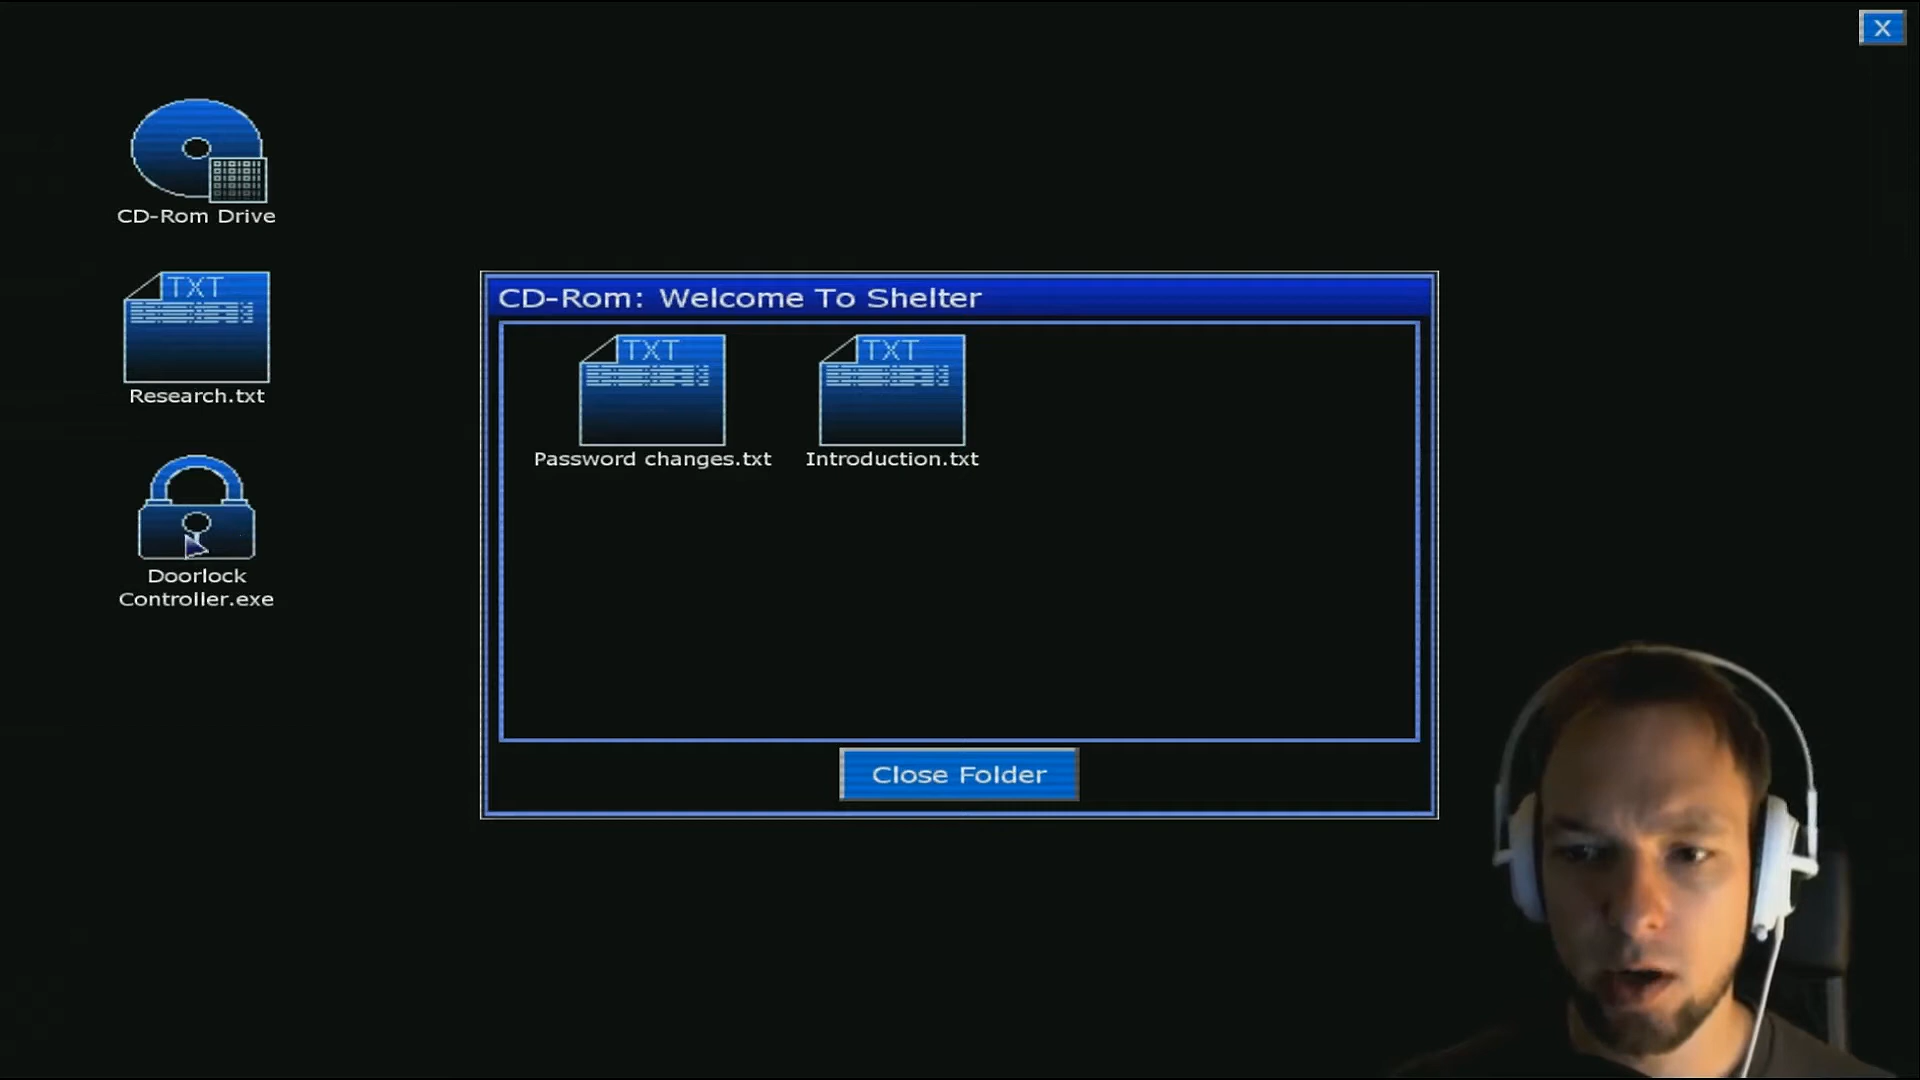 X
CD-Rom Drive
TXT
Research.txt
Doorlock
Controller.exe
CD-Rom: Welcome To Shelter
TXT
TXT
Password changes.txt
Introduction.txt
Close Folder